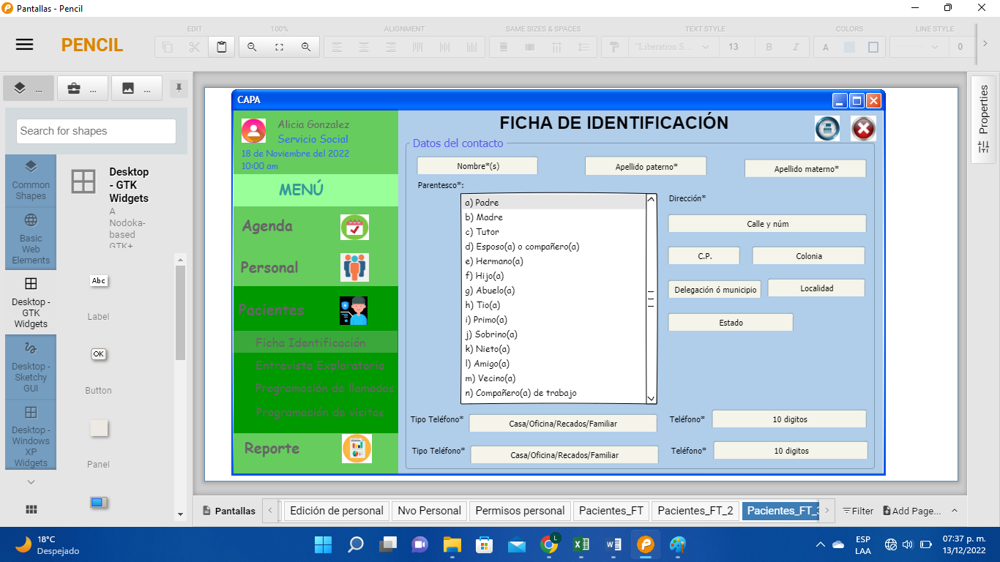 Pantallas - Pencil
PENCIL
EDIT
100%
ALIGNMENT
SAME SIZES & SPACES
TEXT STYLE
COLORS
LINE STYLE
"Liberation S...
13
B
I
A
0
...
...
...
Search for shapes
Common
Shapes
Basic
Web
Elements
Desktop -
GTK
Widgets
Desktop -
Sketchy
GUI
Desktop -
Windows
XP
Widgets
Desktop
- GTK
Widgets
A
Nodoka-
based
GTK+
Abc
Label
OK
Button
Panel
CAPA
Alicia Gonzalez
Servicio Social
18 de Noviembre del 2022
10:00 am
MENÚ
Agenda
Personal
Pacientes
Ficha Identificación
Entrevista Exploratoria
Programación de llamadas
Programación de visitas
Reporte
FICHA DE IDENTIFICACIÓN
Datos del contacto
Nombre*(s)
Apellido paterno*
Apellido materno*
Parentesco*:
a) Padre
b) Madre
c) Tutor
d) Esposo(a) o compañero(a)
e) Hermano(a)
f) Hijo(a)
g) Abuelo(a)
h) Tio(a)
i) Primo(a)
j) Sobrino(a)
k) Nieto(a)
l) Amigo(a)
m) Vecino(a)
n) Compañero(a) de trabajo
Dirección*
Calle y núm
C.P.
Colonia
Delegación ó municipio
Localidad
Estado
Tipo Teléfono*
Casa/Oficina/Recados/Familiar
Teléfono*
10 digitos
Tipo Teléfono*
Casa/Oficina/Recados/Familiar
Teléfono*
10 digitos
Properties
Pantallas
Edición de personal
Nvo Personal
Permisos personal
Pacientes_FT
Pacientes_FT_2
Pacientes_FT_3
Filter
Add Page...
18°C
Despejado
L
ESP
LAA
07:37 p. m.
13/12/2022